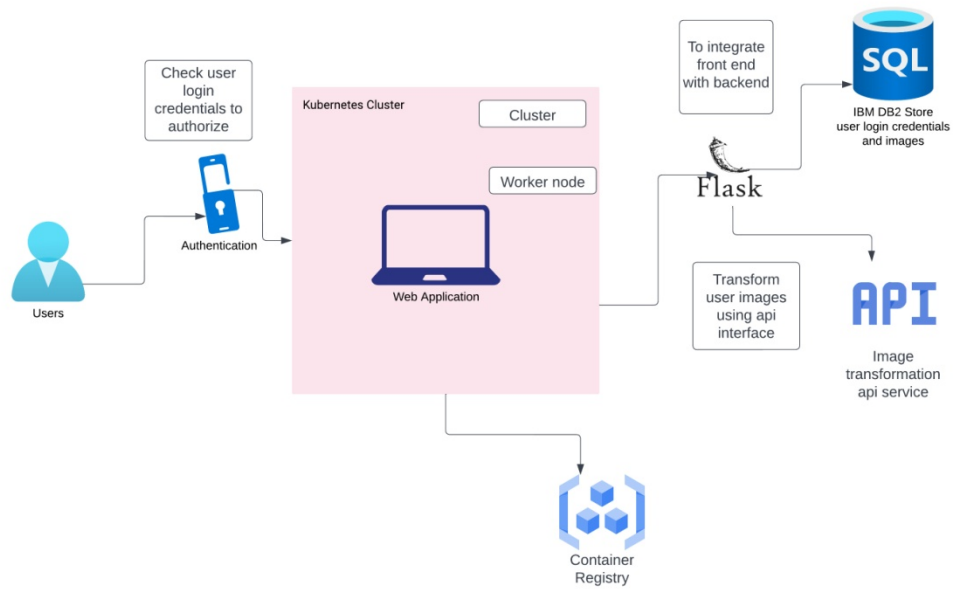 Check user
login
credentials to
authorize
Authentication
Users
Kubernetes Cluster
Cluster
Worker node
Web Application
To integrate
front end
with backend
SQL
IBM DB2 Store
user login credentials
and images
Flask
Transform
user images
using api
interface
API
Image
transformation
api service
Container
Registry